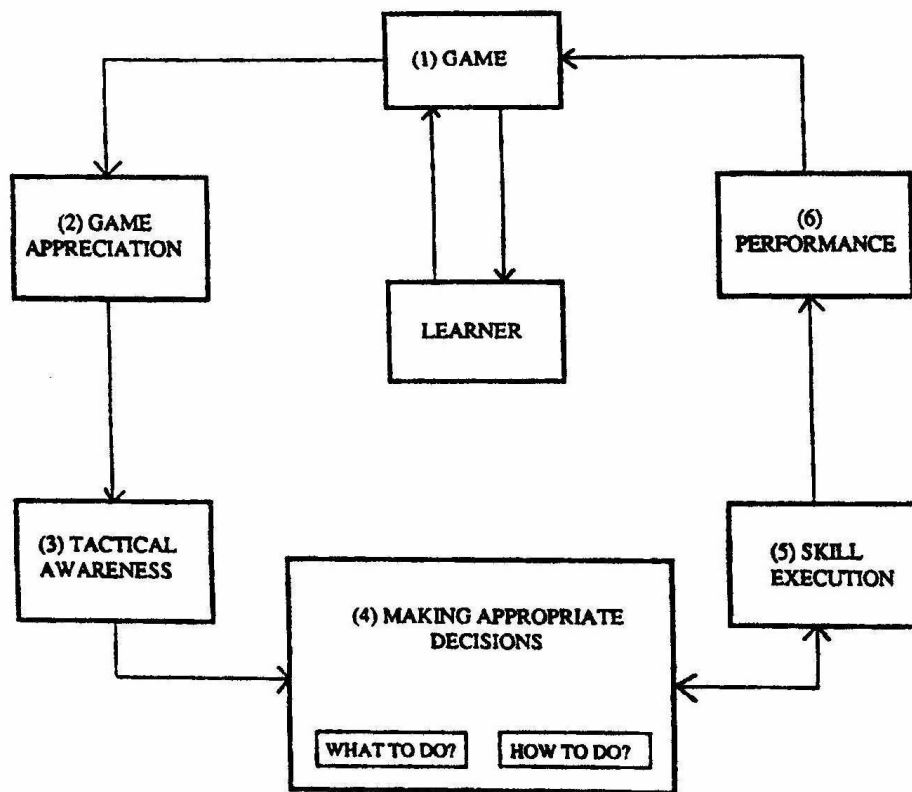 (1) GAME
(2) GAME
APPRECIATION
(6)
PERFORMANCE
LEARNER
(3) TACTICAL
AWARENESS
(4) MAKING APPROPRIATE
DECISIONS
WHAT TO DO?
HOW TO DO?
(5) SKILL
EXECUTION